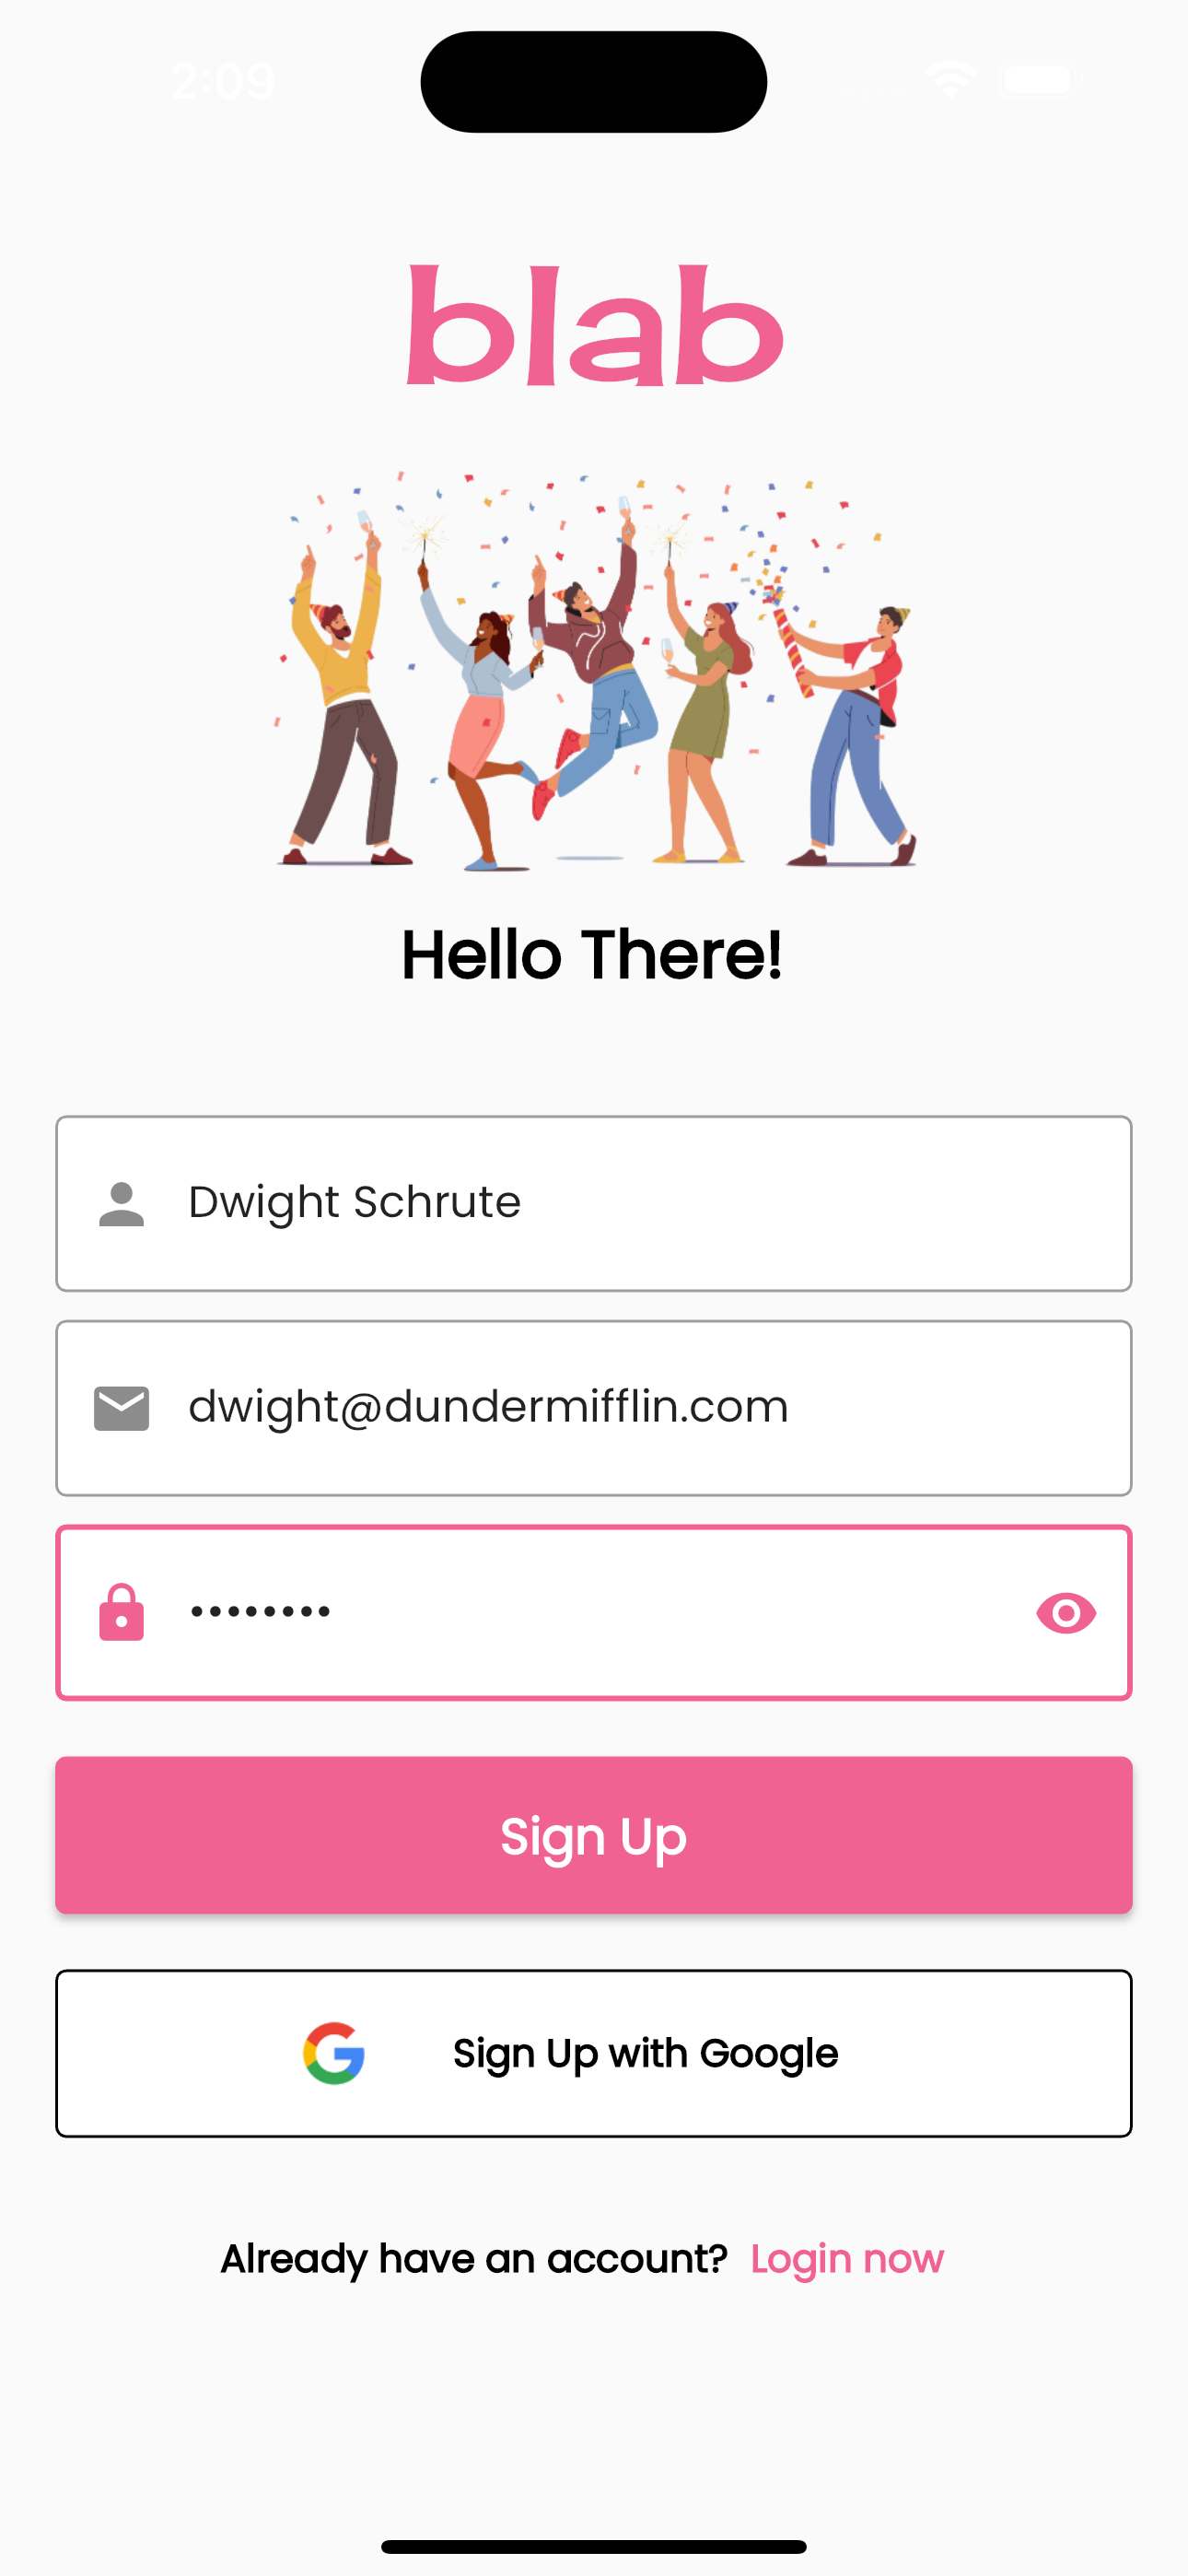 2:09
blab
Hello There!
Dwight Schrute
dwight@dundermifflin.com
••••••••
Sign Up
Sign Up with Google
Already have an account? Login now